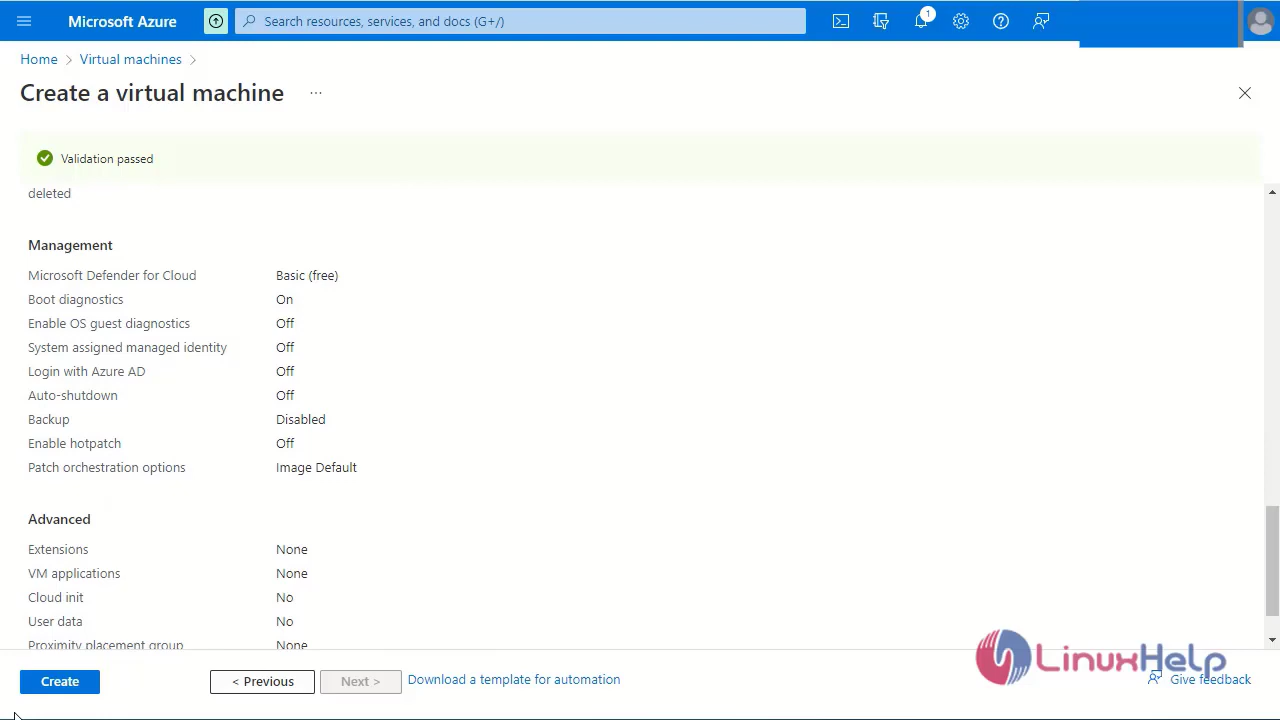 Microsoft Azure
Search resources, services, and docs (G+/)
1
Home > Virtual machines >
Create a virtual machine ...
Validation passed
deleted
Management
Microsoft Defender for Cloud Basic (free)
Boot diagnostics On
Enable OS guest diagnostics Off
System assigned managed identity Off
Login with Azure AD Off
Auto-shutdown Off
Backup Disabled
Enable hotpatch Off
Patch orchestration options Image Default
Advanced
Extensions None
VM applications None
Cloud init No
User data No
Proximity placement group None
LinuxHelp
Create < Previous Next > Download a template for automation Give feedback